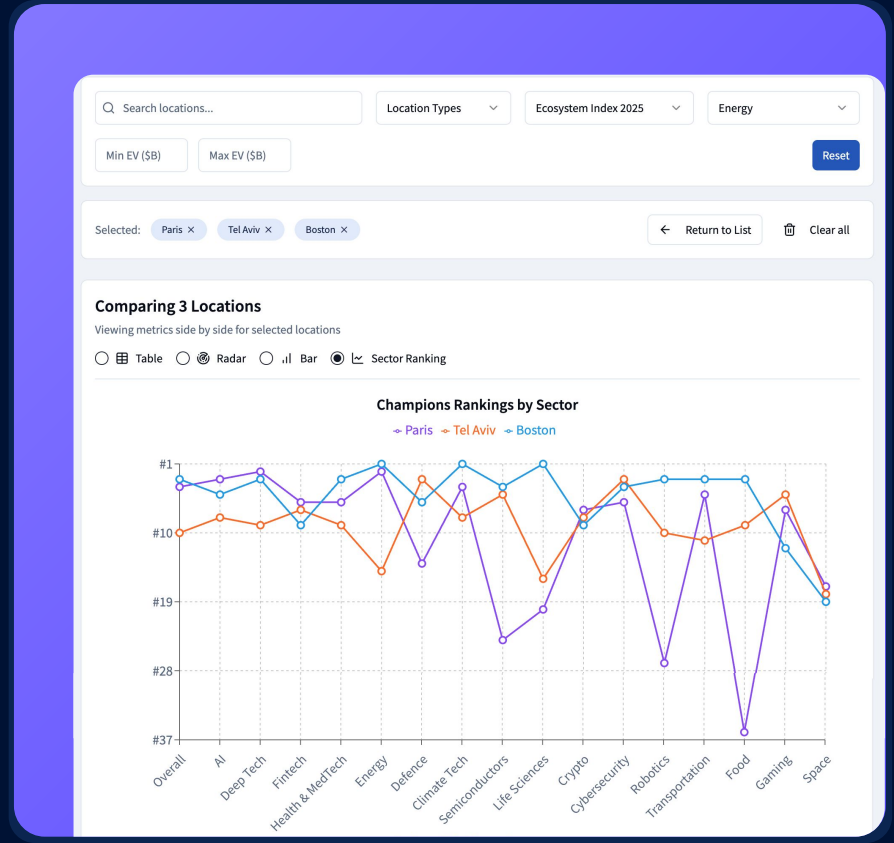 Search locations...
Location Types
Ecosystem Index 2025
Energy
Min EV ($B)
Max EV ($B)
Reset
Selected:
Paris ×
Tel Aviv ×
Boston ×
Return to List
Clear all
Comparing 3 Locations
Viewing metrics side by side for selected locations
Table
Radar
Bar
Sector Ranking
Champions Rankings by Sector
Paris
Tel Aviv
Boston
#1
#10
#19
#28
#37
Overall
AI
Deep Tech
Fintech
Health & MedTech
Energy
Defence
Climate Tech
Semiconductors
Life Sciences
Crypto
Cybersecurity
Robotics
Transportation
Food
Gaming
Space